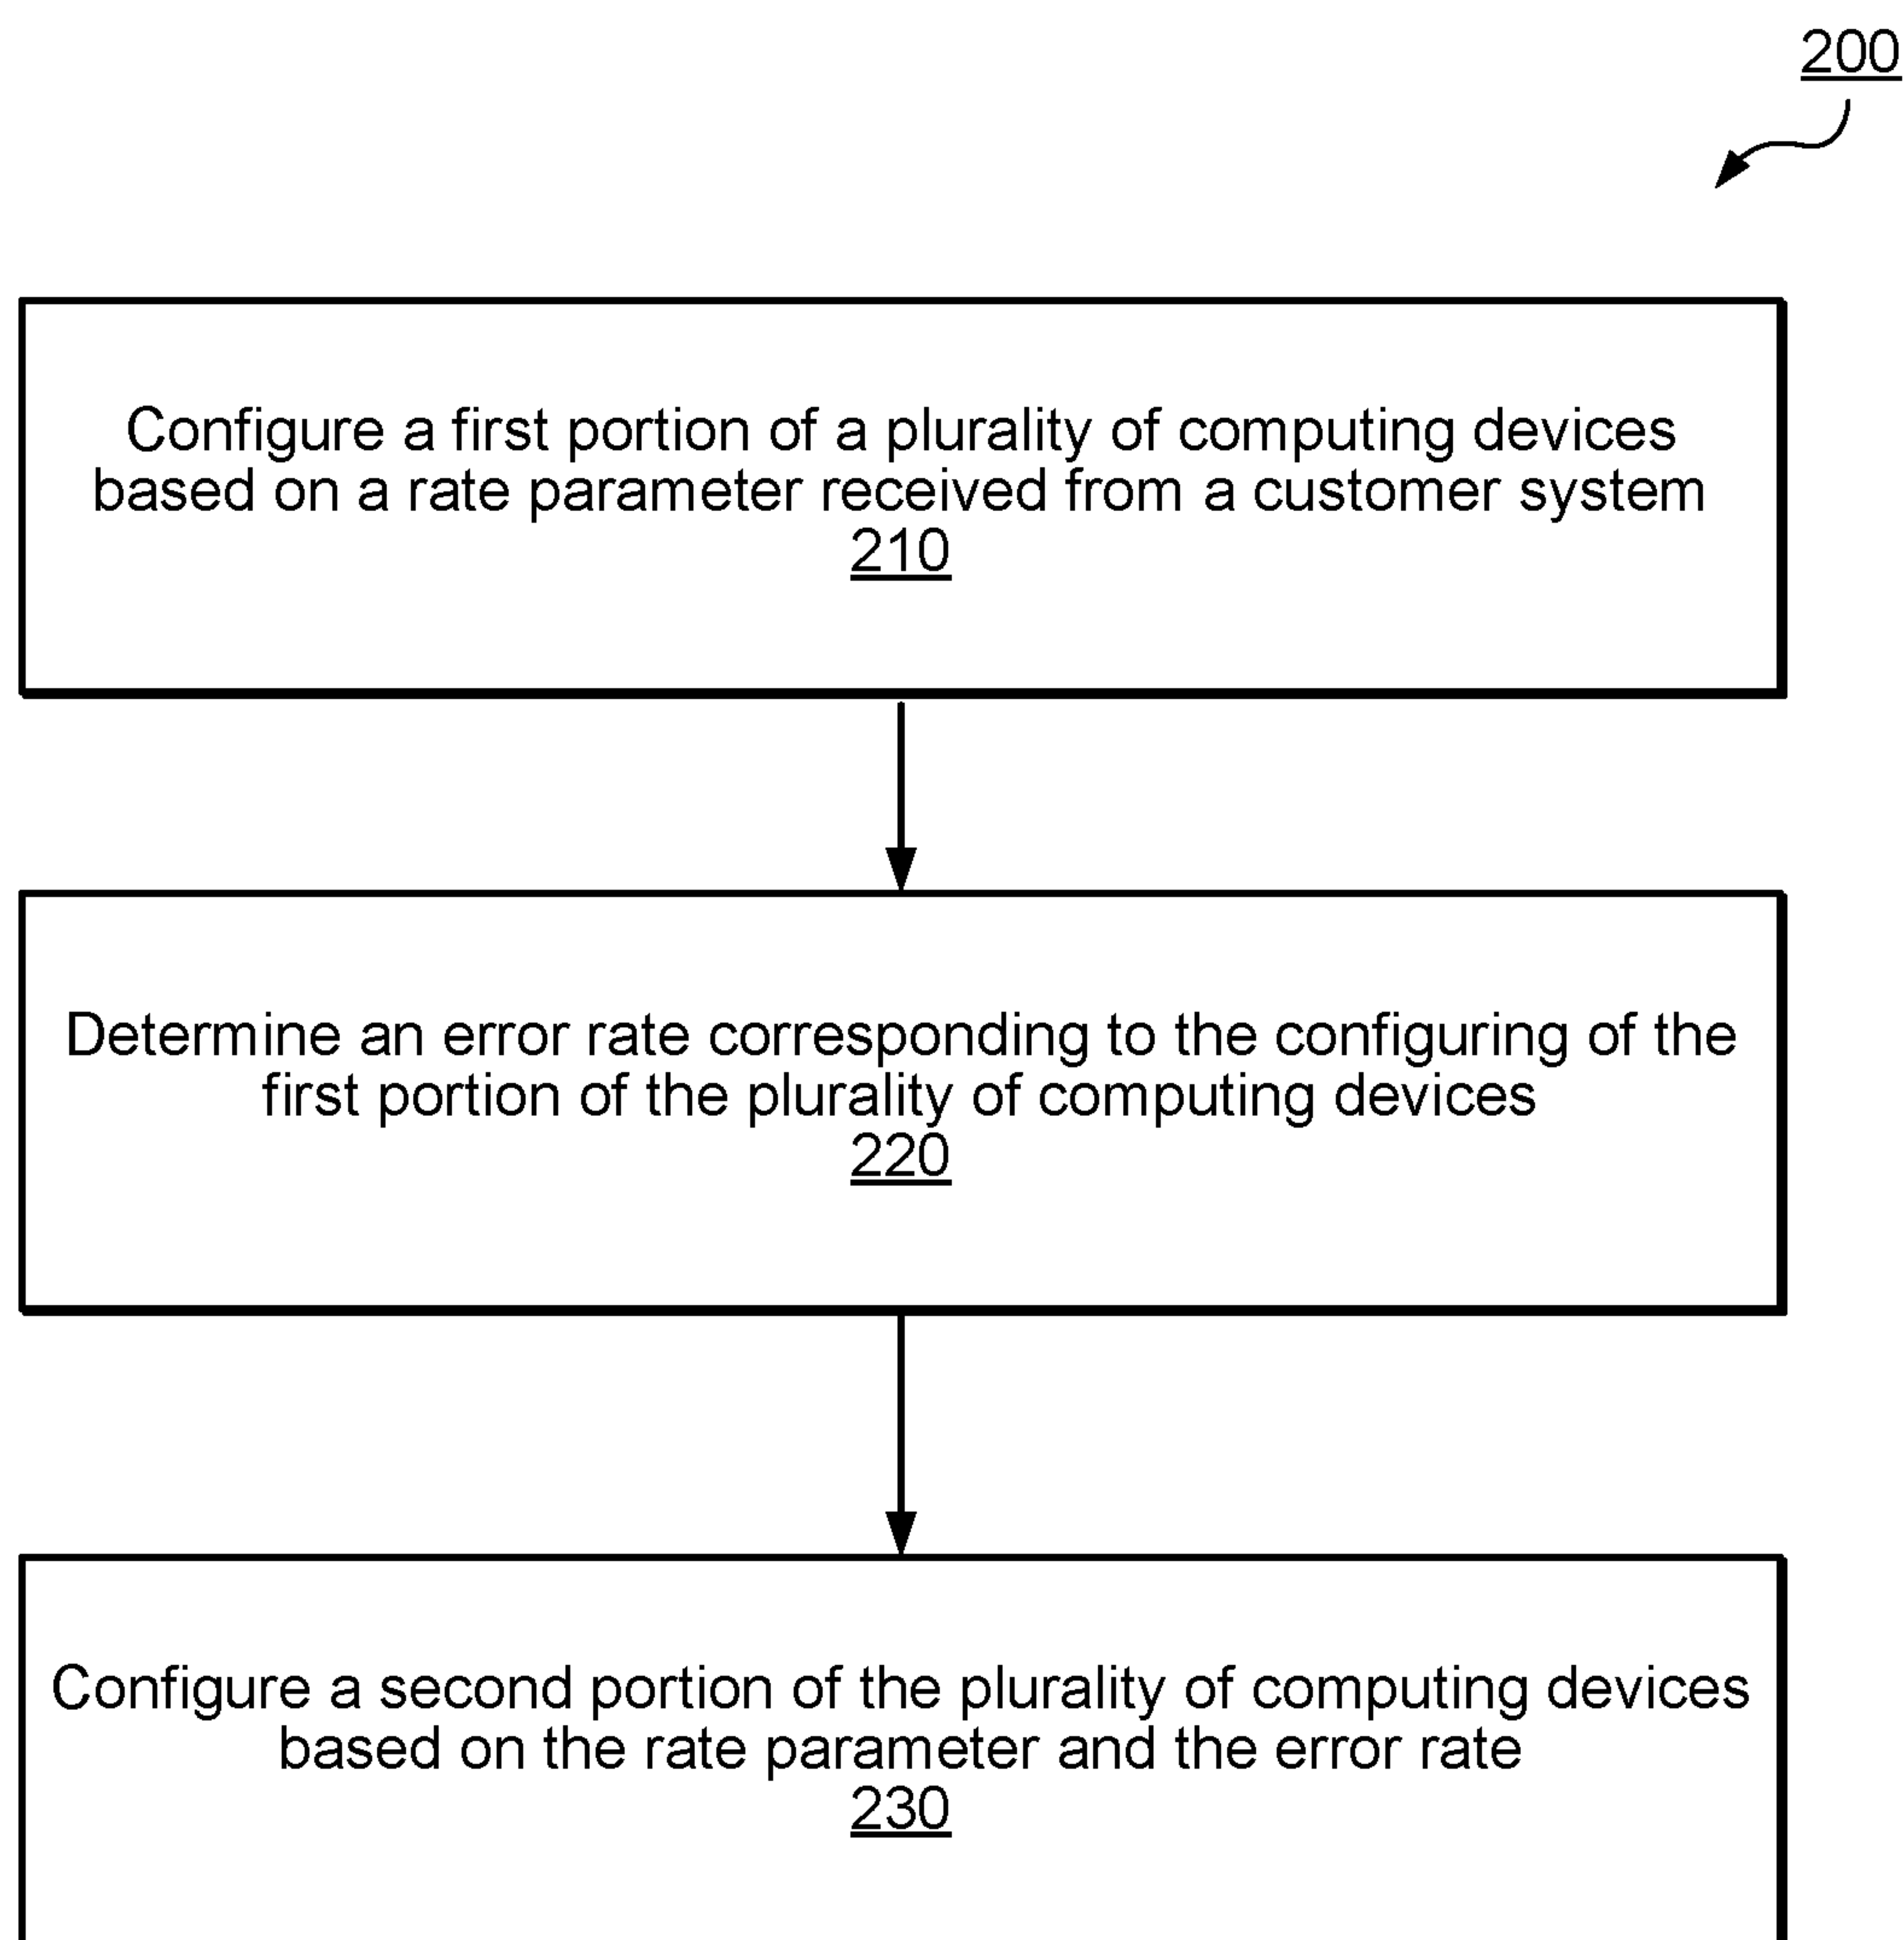 200
Configure a first portion of a plurality of computing devices
based on a rate parameter received from a customer system
210
Determine an error rate corresponding to the configuring of the
first portion of the plurality of computing devices
220
Configure a second portion of the plurality of computing devices
based on the rate parameter and the error rate
230